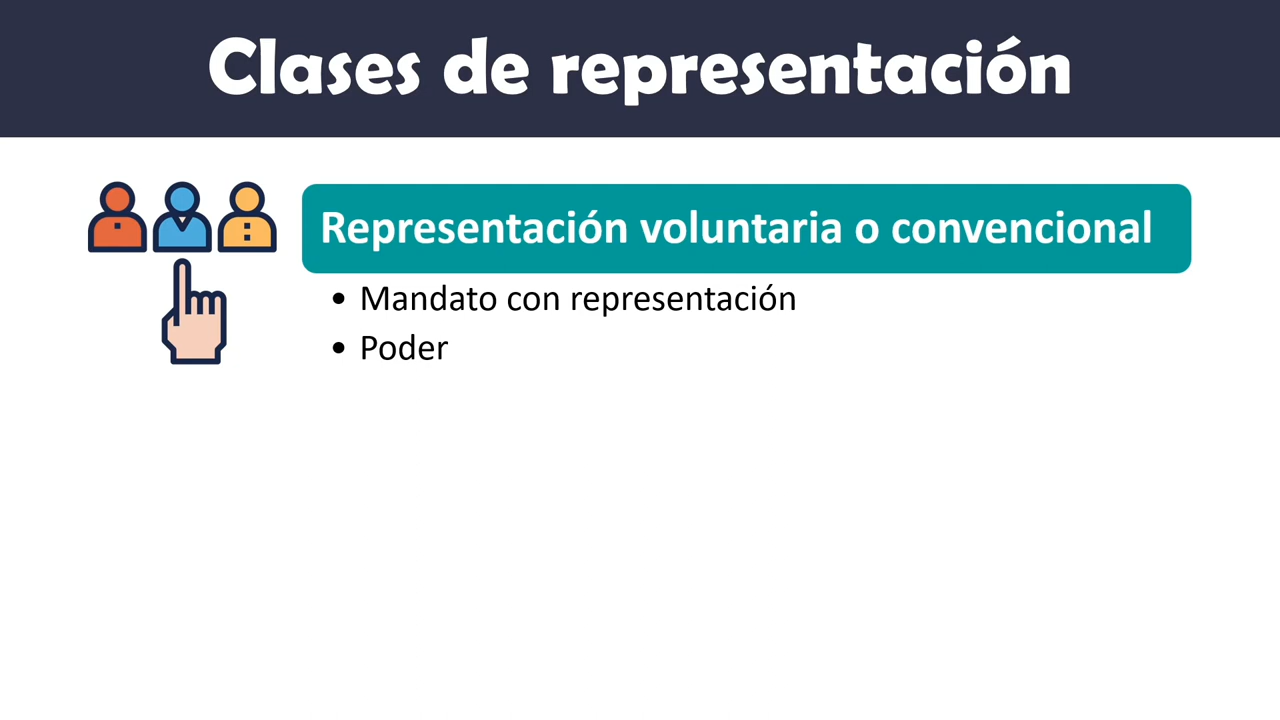 Clases de representación
Representación voluntaria o convencional
• Mandato con representación
• Poder